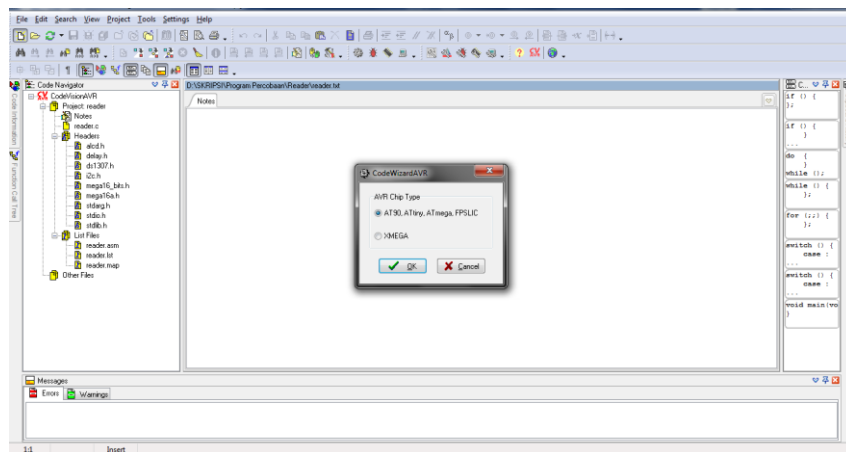 File Edit Search View Project Tools Settings Help
Code Navigator
CodeVisionAVR
Project: reader
Notes
reader.c
Headers
alcd.h
delay.h
ds1307.h
i2c.h
mega16_bits.h
mega16a.h
stdarg.h
stdio.h
stdlib.h
List Files
reader.asm
reader.lst
reader.map
Other Files
Code Information
Function Call Tree
D:\SKRIPSI\Program Percobaan\Reader\reader.txt
Notes
CodeWizardAVR
AVR Chip Type
AT90, ATtiny, ATmega, FPSLIC
XMEGA
OK
Cancel
C...
if () {
};
if () {
}
...
do {
}
while ();
while () {
};
for (;;) {
};
switch () {
case :
...
switch () {
case :
...
void main(vo
}
Messages
Errors Warnings
1:1 Insert